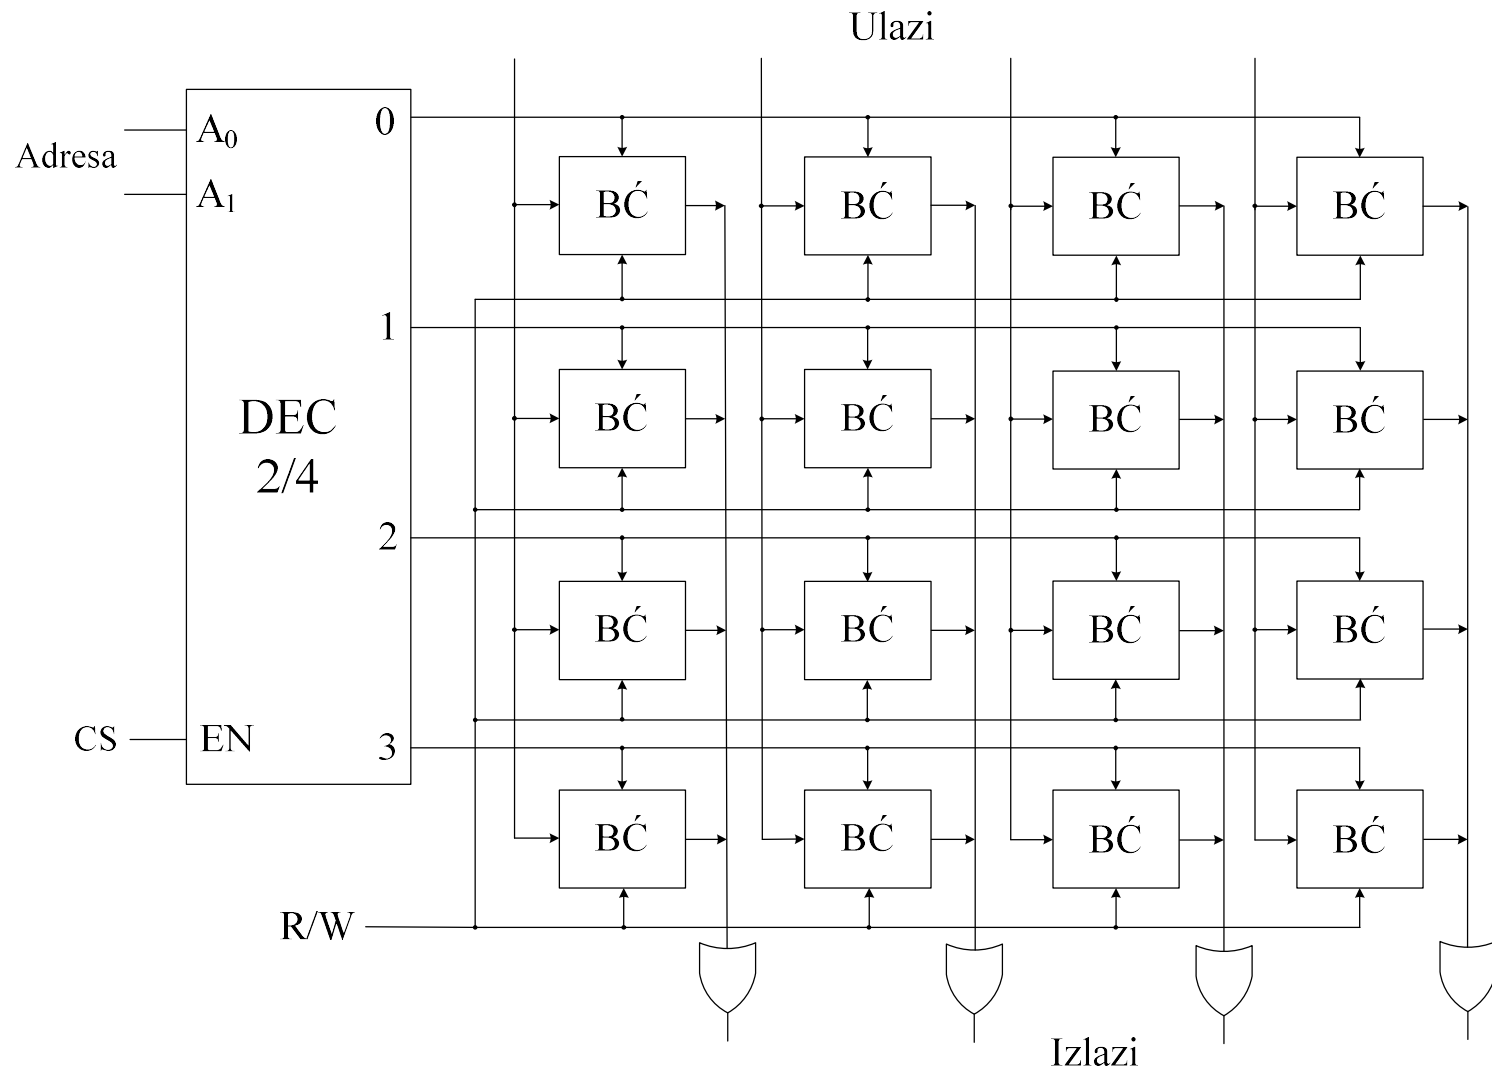 Ulazi
A₀
0
Adresa
A₁
BĆ BĆ BĆ BĆ
1
DEC
2/4
BĆ BĆ BĆ BĆ
2
BĆ BĆ BĆ BĆ
CS
EN
3
BĆ BĆ BĆ BĆ
R/W
Izlazi